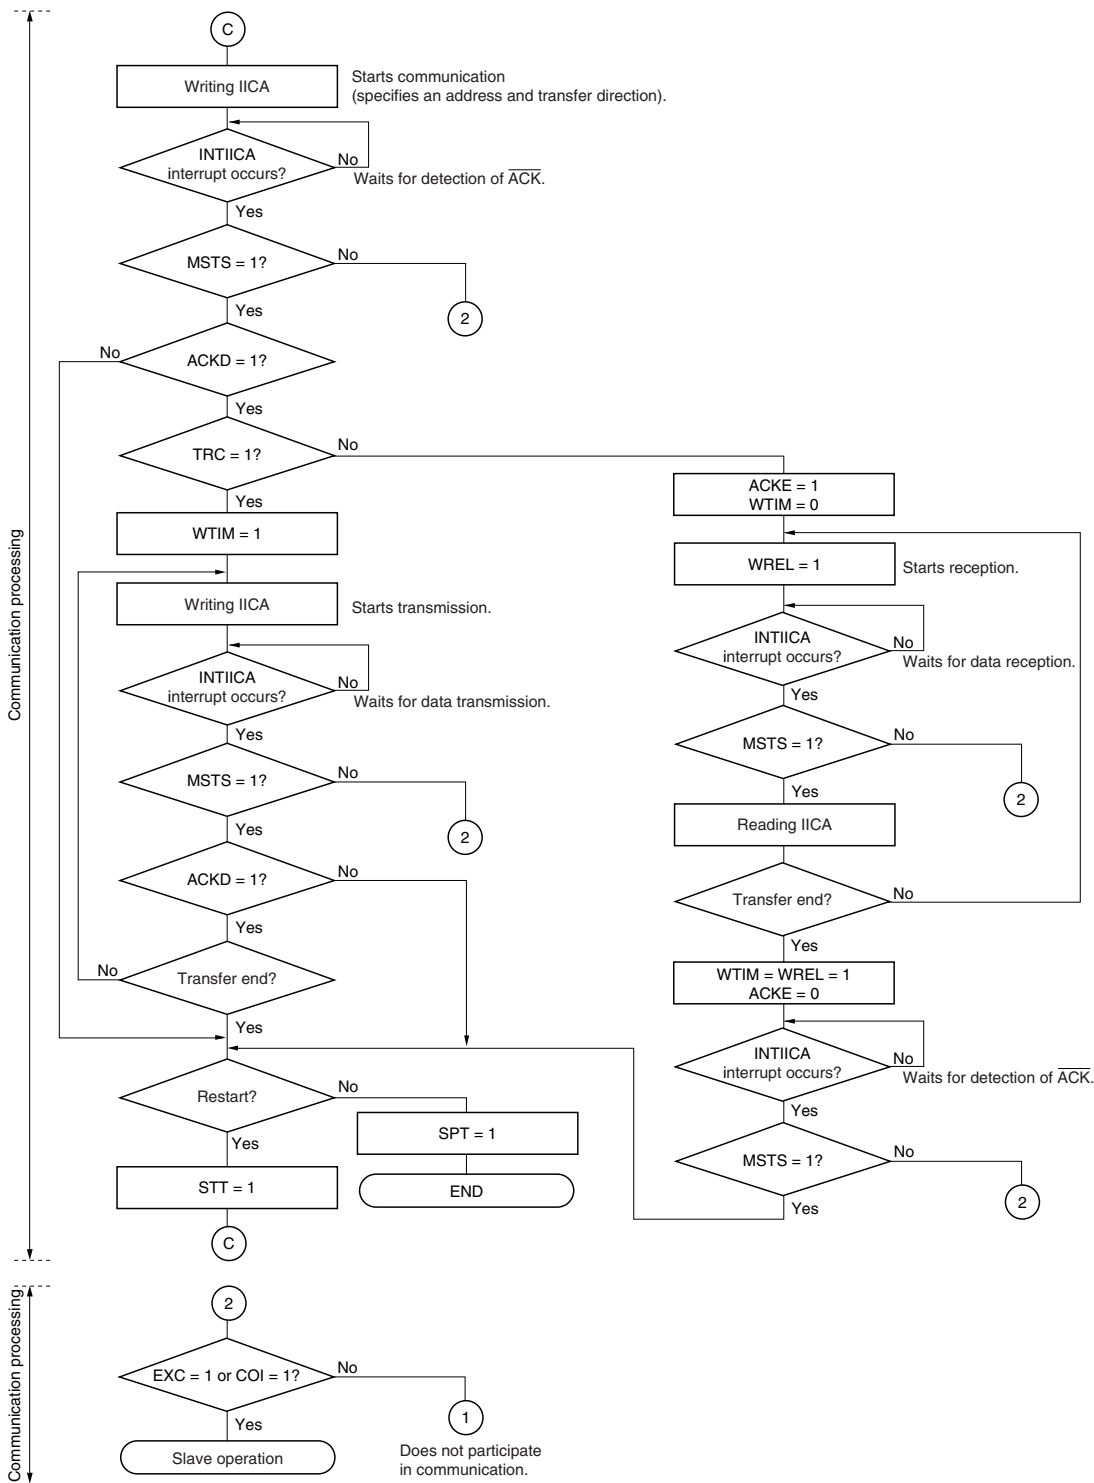 C
Writing IICA
Starts communication
(specifies an address and transfer direction).
INTIICA
interrupt occurs?
No
Waits for detection of ACK.
Yes
MSTS = 1?
No
2
Yes
No
ACKD = 1?
Yes
TRC = 1?
No
Yes
WTIM = 1
Writing IICA
Starts transmission.
INTIICA
interrupt occurs?
No
Waits for data transmission.
Yes
MSTS = 1?
No
2
Yes
ACKD = 1?
No
Yes
No
Transfer end?
Yes
Restart?
No
SPT = 1
END
Yes
STT = 1
C
ACKE = 1
WTIM = 0
WREL = 1
Starts reception.
INTIICA
interrupt occurs?
No
Waits for data reception.
Yes
MSTS = 1?
No
2
Yes
Reading IICA
Transfer end?
No
Yes
WTIM = WREL = 1
ACKE = 0
INTIICA
interrupt occurs?
No
Waits for detection of ACK.
Yes
MSTS = 1?
No
2
Yes
Communication processing
2
EXC = 1 or COI = 1?
No
1
Does not participate
in communication.
Yes
Slave operation
Communication processing